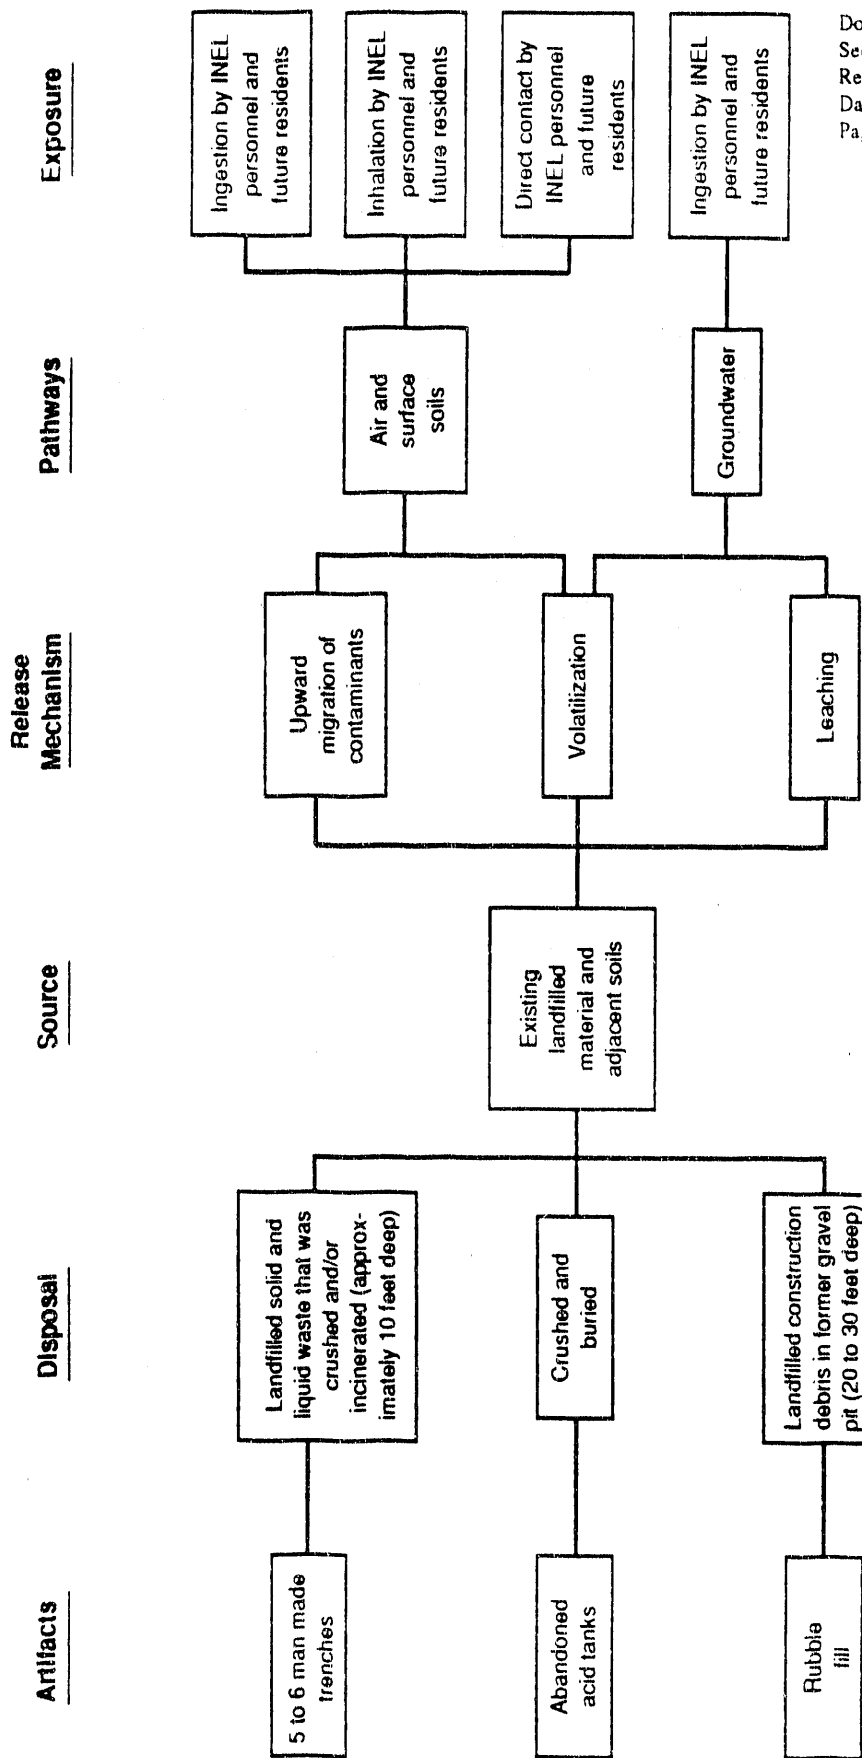 Artifacts
Disposal
Source
Release
Mechanism
Pathways
Exposure
5 to 6 man made
trenches
Abandoned
acid tanks
Rubble
fill
Landfilled solid and
liquid waste that was
crushed and/or
incinerated (approx-
imately 10 feet deep)
Crushed and
buried
Landfilled construction
debris in former gravel
pit (20 to 30 feet deep)
Existing
landfilled
material and
adjacent soils
Upward
migration of
contaminants
Volatilization
Leaching
Air and
surface
soils
Groundwater
Ingestion by INEL
personnel and
future residents
Inhalation by INEL
personnel and
future residents
Direct contact by
INEL personnel
and future
residents
Ingestion by INEL
personnel and
future residents
Do
Se
Re
Da
Pa